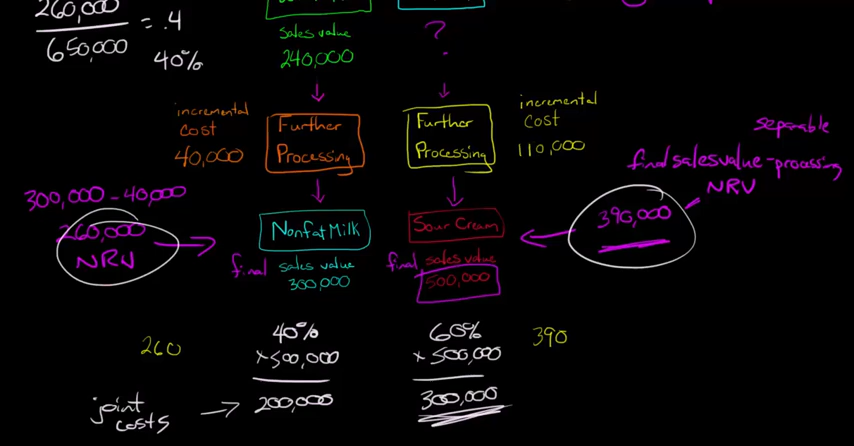 260,000
650,000
= .4
40%
sales value
240,000
?
incremental
cost
40,000
Further
Processing
Further
Processing
incremental
cost
110,000
separable
final sales value - processing
NRV
390,000
300,000 - 40,000
260,000
NRV
Nonfat Milk
final sales value
300,000
Sour Cream
final sales value
500,000
260
40%
x500,000
200,000
60%
x500,000
300,000
390
joint
costs